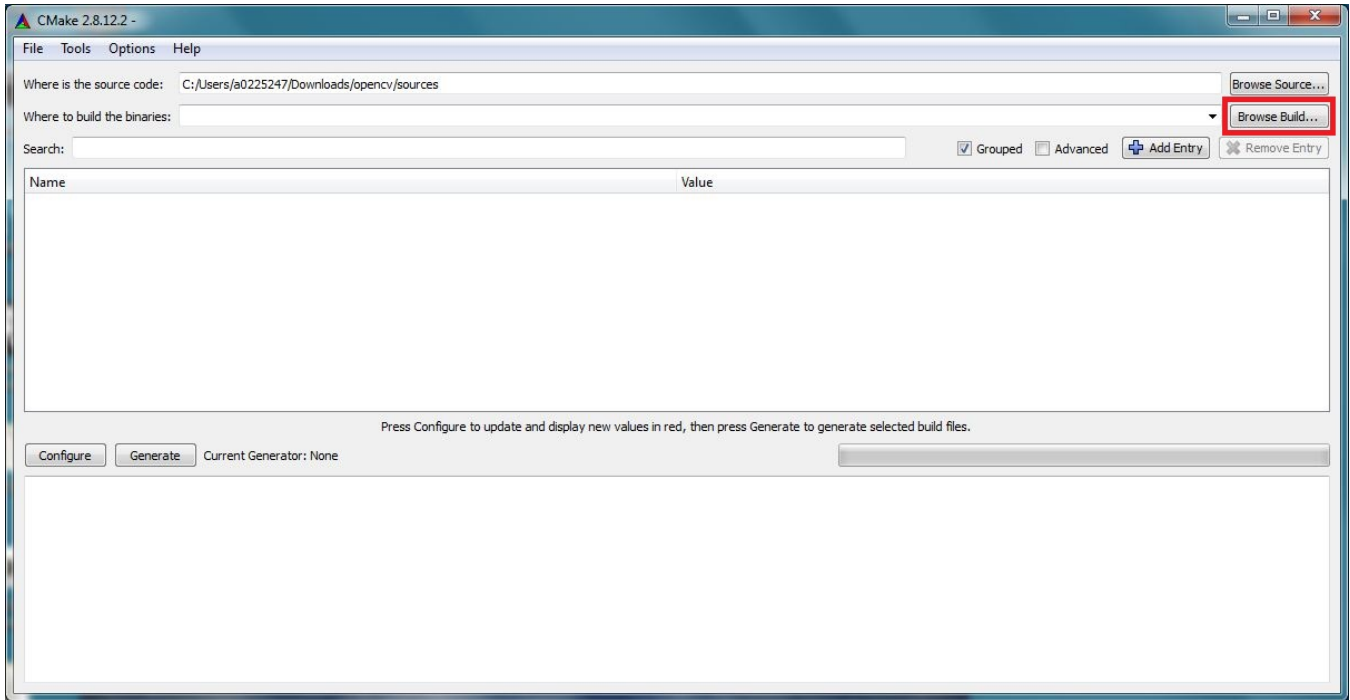 CMake 2.8.12.2 -
File Tools Options Help
Where is the source code: C:/Users/a0225247/Downloads/opencv/sources Browse Source...
Where to build the binaries: Browse Build...
Search: Grouped Advanced Add Entry Remove Entry
Name Value
Press Configure to update and display new values in red, then press Generate to generate selected build files.
Configure Generate Current Generator: None